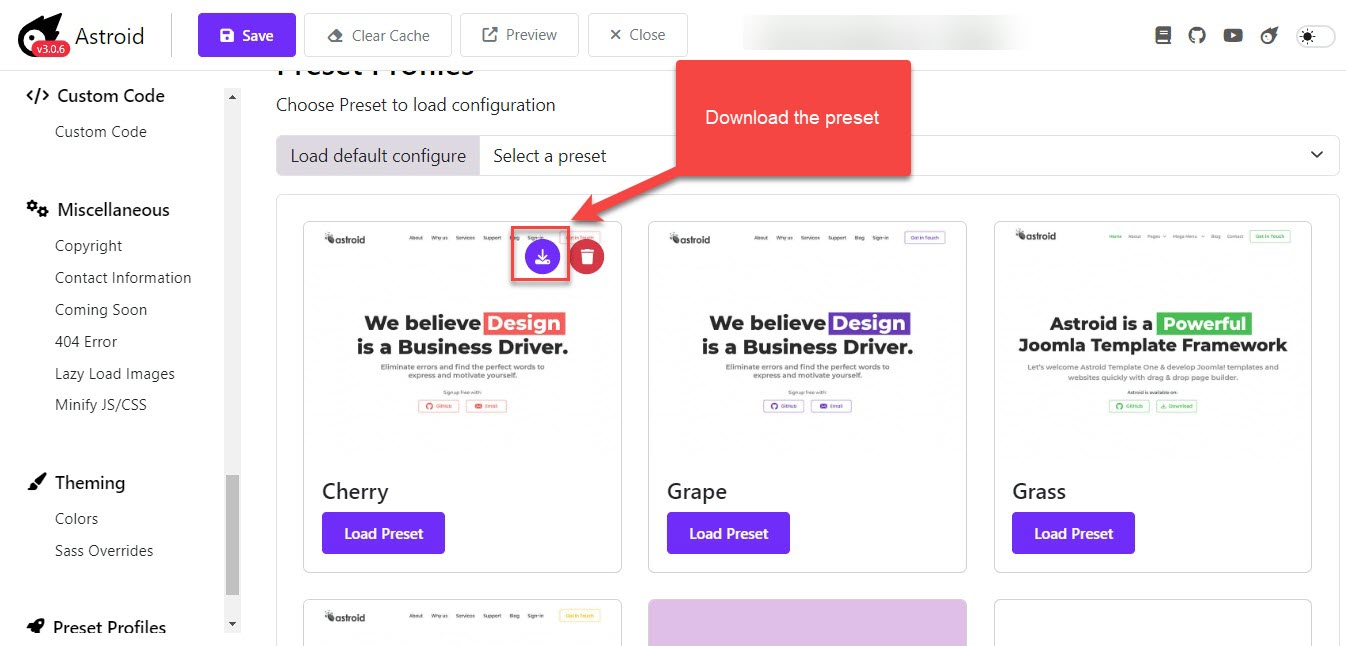 v3.0.6
Astroid
Save
Clear Cache
Preview
Close
Custom Code
Custom Code
Miscellaneous
Copyright
Contact Information
Coming Soon
404 Error
Lazy Load Images
Minify JS/CSS
Theming
Colors
Sass Overrides
Preset Profiles
Preset Profiles
Choose Preset to load configuration
Download the preset
Load default configure
Select a preset
astroid
About Why us Services Support Blog Sign-in
We believe Design
is a Business Driver.
Eliminate errors and find the perfect words to
express and motivate yourself.
Signup free with:
GitHub Email
Cherry
Load Preset
astroid
About Why us Services Support Blog Sign-in Get in Touch
We believe Design
is a Business Driver.
Eliminate errors and find the perfect words to
express and motivate yourself.
Signup free with:
GitHub Email
Grape
Load Preset
astroid
Home About Pages Mega Menu Blog Contact Get in Touch
Astroid is a Powerful
Joomla Template Framework
Let's welcome Astroid Template One & develop Joomla! templates and
websites quickly with drag & drop page builder.
Astroid is available on:
GitHub Download
Grass
Load Preset
astroid
About Why us Services Support Blog Sign-in Get in Touch